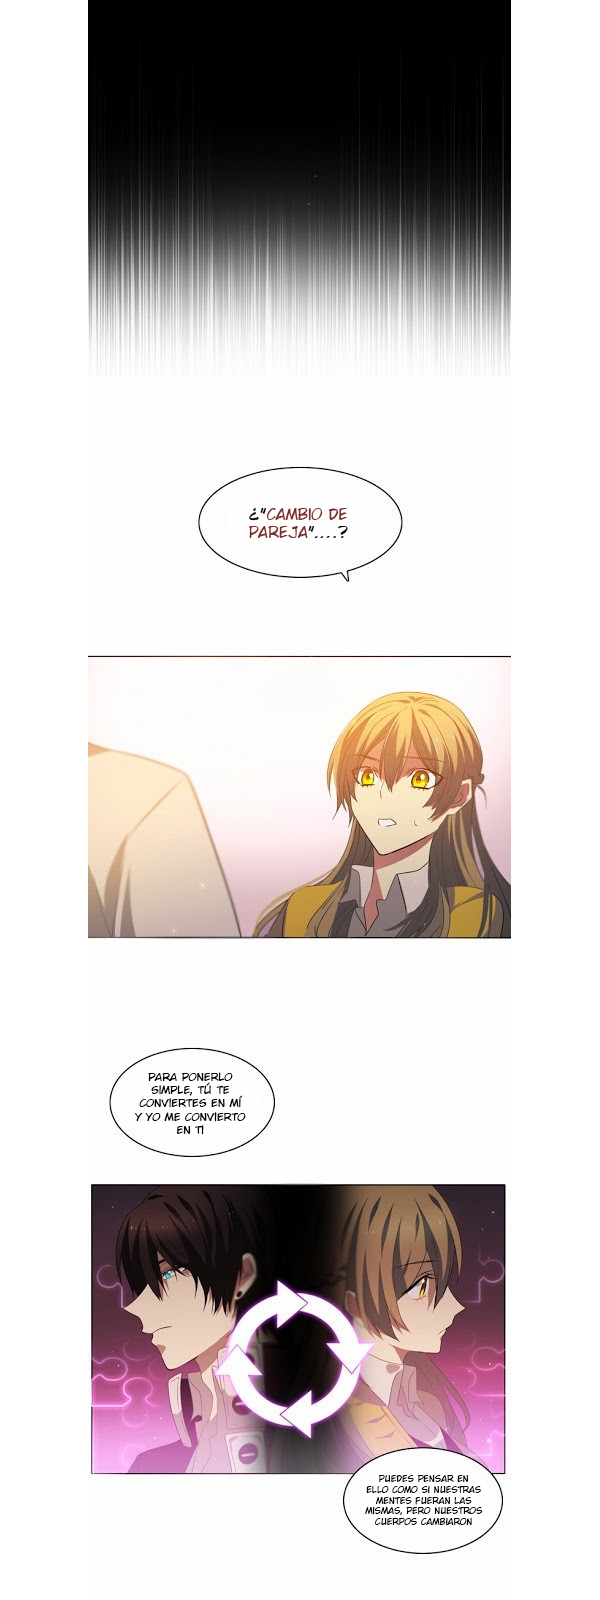 ¿"CAMBIO DE
PAREJA"....?
PARA PONERLO
SIMPLE, TÚ TE
CONVIERTES EN MÍ
Y YO ME CONVIERTO
EN TI
PUEDES PENSAR EN
ELLO COMO SI NUESTRAS
MENTES FUERAN LAS
MISMAS, PERO NUESTROS
CUERPOS CAMBIARON